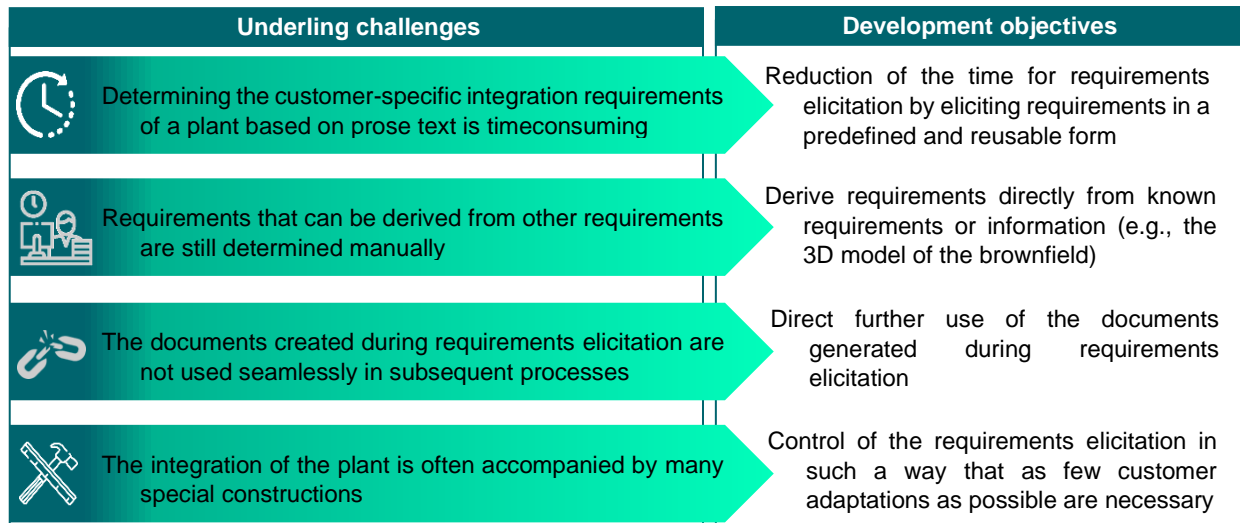 Underling challenges
Development objectives
Determining the customer-specific integration requirements
of a plant based on prose text is timeconsuming
Reduction of the time for requirements
elicitation by eliciting requirements in a
predefined and reusable form
Requirements that can be derived from other requirements
are still determined manually
Derive requirements directly from known
requirements or information (e.g., the
3D model of the brownfield)
The documents created during requirements elicitation are
not used seamlessly in subsequent processes
Direct further use of the documents
generated during requirements
elicitation
The integration of the plant is often accompanied by many
special constructions
Control of the requirements elicitation in
such a way that as few customer
adaptations as possible are necessary